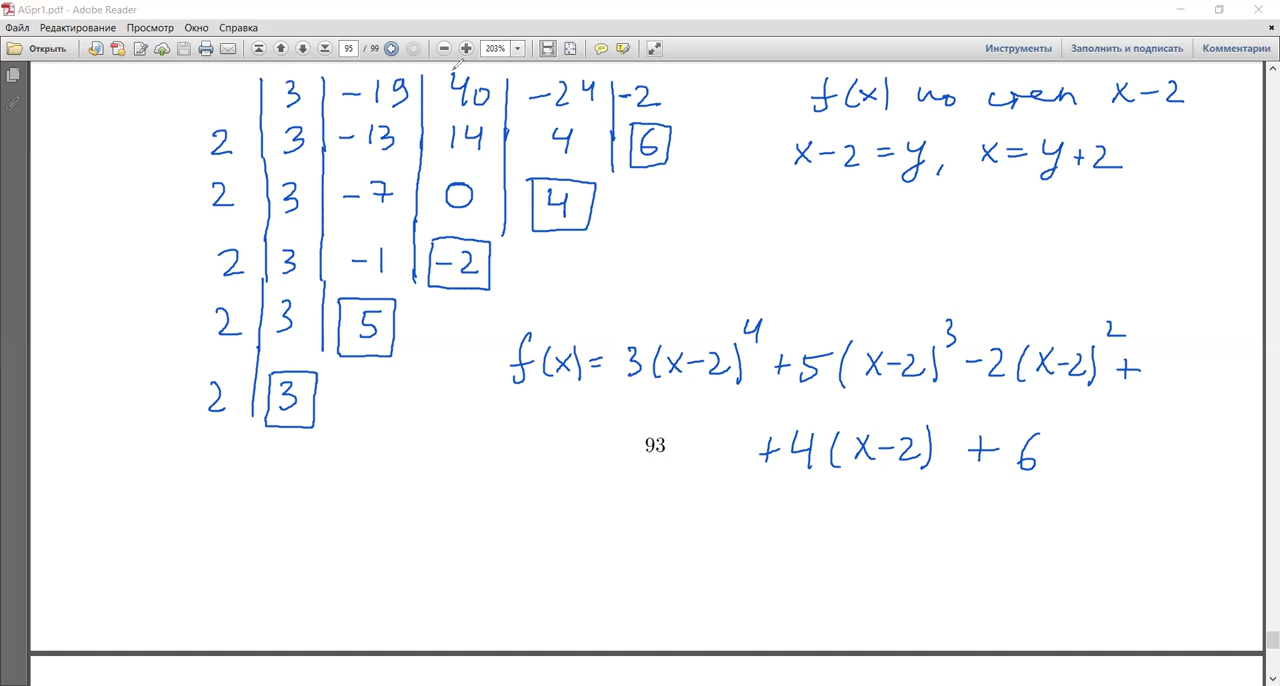 AGpr1.pdf - Adobe Reader
Файл Редактирование Просмотр Окно Справка
Открыть 95 / 99 203% Инструменты Заполнить и подписать Комментарии
3 -19 40 -24 -2
2 3 -13 14 4 6
2 3 -7 0 4
2 3 -1 -2
2 3 5
2 3
f(x) по степ x-2
x-2 = y, x = y+2
f(x) = 3(x-2)^4 + 5(x-2)^3 - 2(x-2)^2 +
+ 4(x-2) + 6
93